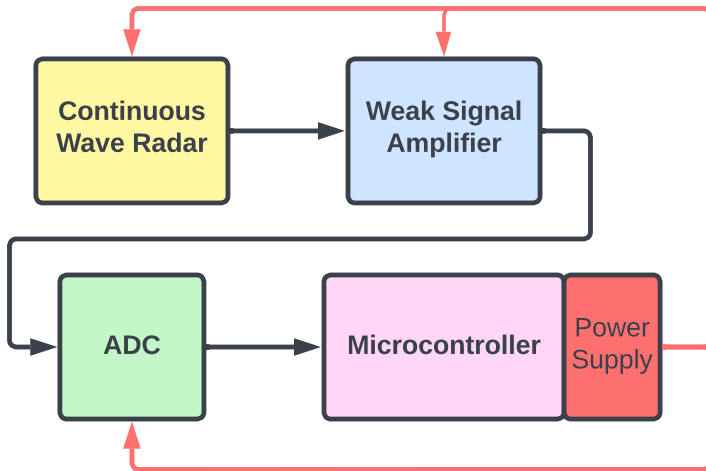 Continuous
Wave Radar
Weak Signal
Amplifier
ADC
Microcontroller
Power
Supply